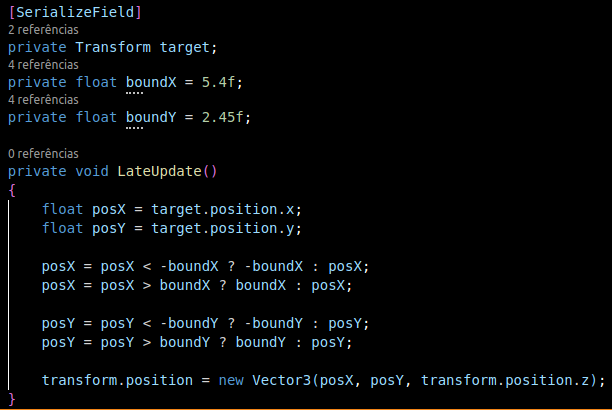 [SerializeField]
2 referências
private Transform target;
4 referências
private float boundX = 5.4f;
4 referências
private float boundY = 2.45f;
0 referências
private void LateUpdate()
{
float posX = target.position.x;
float posY = target.position.y;
posX = posX < -boundX ? -boundX : posX;
posX = posX > boundX ? boundX : posX;
posY = posY < -boundY ? -boundY : posY;
posY = posY > boundY ? boundY : posY;
transform.position = new Vector3(posX, posY, transform.position.z);
}